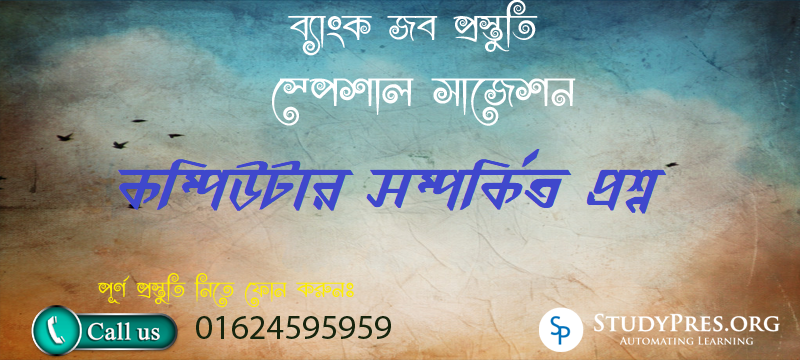 ব্যাংক জব প্রস্তুতি
স্পেশাল সাজেশন
কম্পিউটার সম্পর্কিত প্রশ্ন
পূর্ণ প্রস্তুতি নিতে ফোন করুনঃ
Call us 01624595959
SP STUDYPRES.ORG
AUTOMATING LEARNING